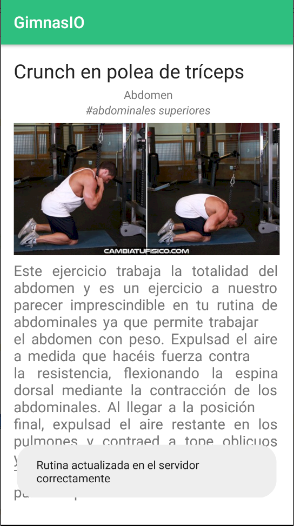 GimnasIO
Crunch en polea de tríceps
Abdomen
#abdominales superiores
CAMBIATUFISICO.COM
Este ejercicio trabaja la totalidad del
abdomen y es un ejercicio a nuestro
parecer imprescindible en tu rutina de
abdominales ya que permite trabajar
el abdomen con peso. Expulsad el aire
a medida que hacéis fuerza contra
la resistencia, flexionando la espina
dorsal mediante la contracción de los
abdominales. Al llegar a la posición
final, expulsad el aire restante en los
pulmones y contraed a tope oblicuos
y
Rutina actualizada en el servidor
correctamente